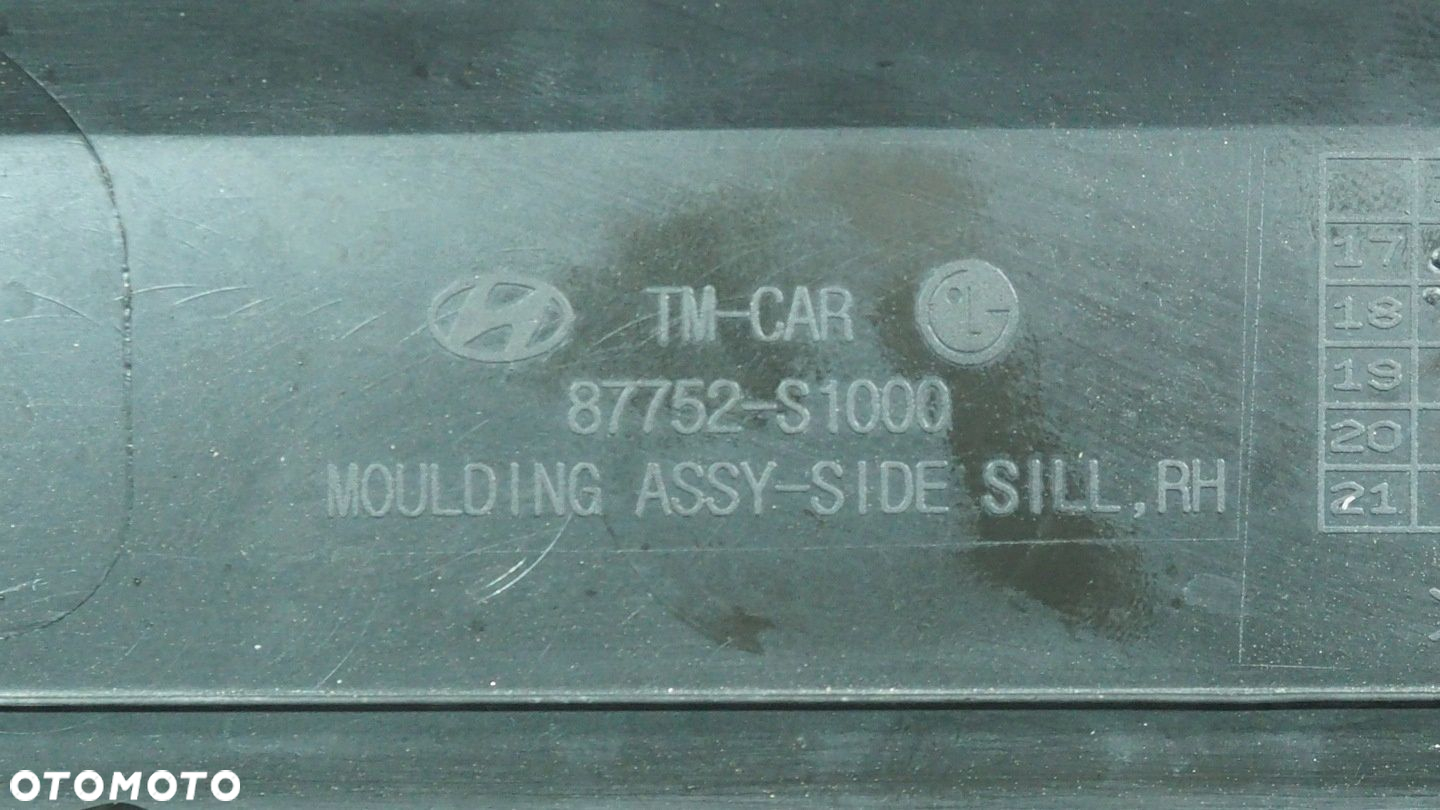 TM-CAR
87752-S1000
MOULDING ASSY-SIDE SILL,RH
17
18
19
20
21
OTOMOTO